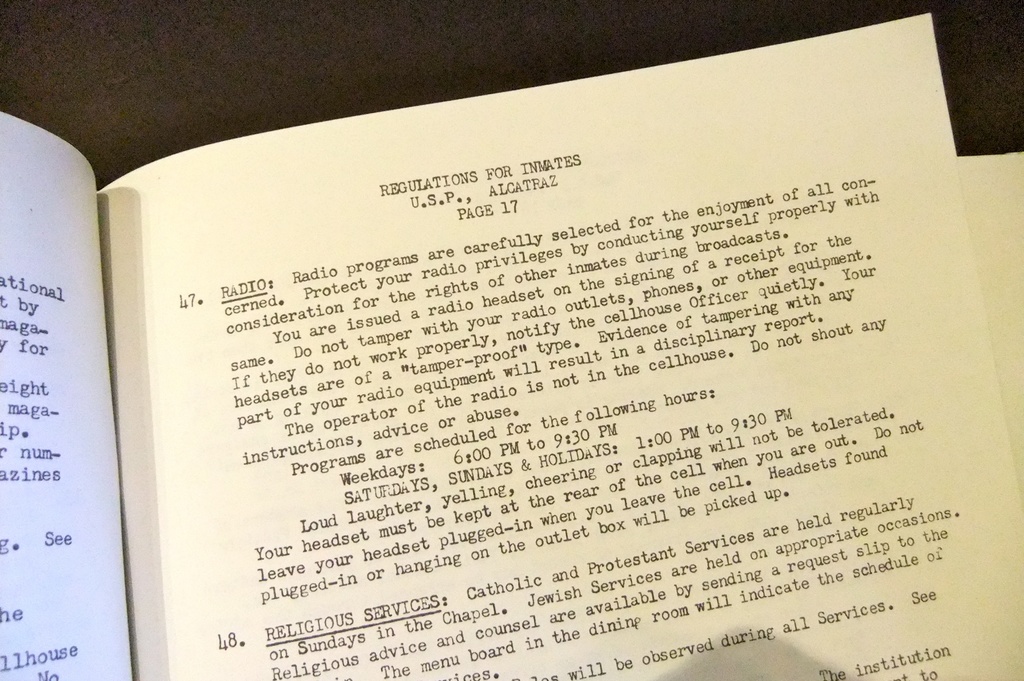 ational
t by
maga-
y for
eight
maga-
ip.
r num-
azines
g. See
he
llhouse
No
REGULATIONS FOR INMATES
U.S.P., ALCATRAZ
PAGE 17
47. RADIO: Radio programs are carefully selected for the enjoyment of all con-
cerned. Protect your radio privileges by conducting yourself properly with
consideration for the rights of other inmates during broadcasts.
You are issued a radio headset on the signing of a receipt for the
same. Do not tamper with your radio outlets, phones, or other equipment.
If they do not work properly, notify the cellhouse Officer quietly. Your
headsets are of a "tamper-proof" type. Evidence of tampering with any
part of your radio equipment will result in a disciplinary report.
The operator of the radio is not in the cellhouse. Do not shout any
instructions, advice or abuse.
Programs are scheduled for the following hours:
Weekdays: 6:00 PM to 9:30 PM
SATURDAYS, SUNDAYS & HOLIDAYS: 1:00 PM to 9:30 PM
Loud laughter, yelling, cheering or clapping will not be tolerated.
Your headset must be kept at the rear of the cell when you are out. Do not
leave your headset plugged-in when you leave the cell. Headsets found
plugged-in or hanging on the outlet box will be picked up.
48. RELIGIOUS SERVICES: Catholic and Protestant Services are held regularly
on Sundays in the Chapel. Jewish Services are held on appropriate occasions.
Religious advice and counsel are available by sending a request slip to the
The menu board in the dining room will indicate the schedule of
will be observed during all Services. See
The institution
to